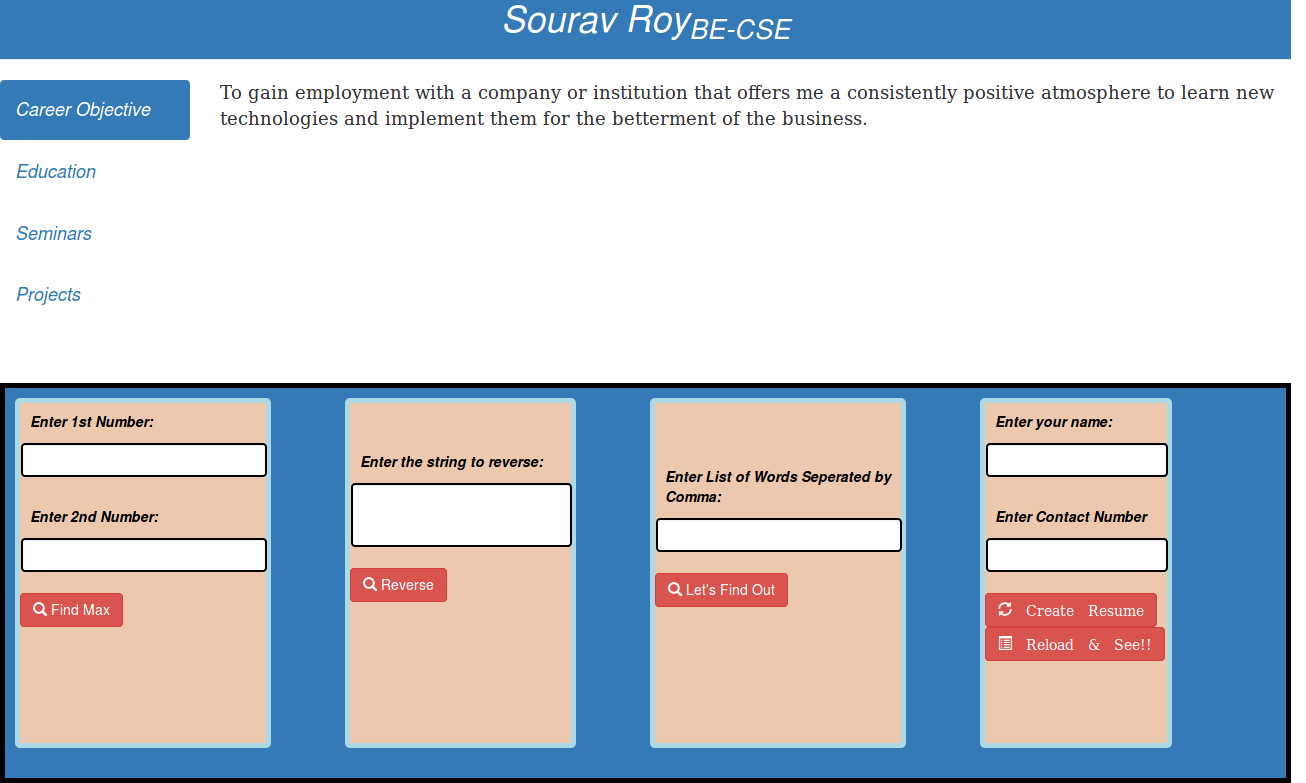 Sourav Roy BE-CSE
Career Objective
To gain employment with a company or institution that offers me a consistently positive atmosphere to learn new
technologies and implement them for the betterment of the business.
Education
Seminars
Projects
Enter 1st Number:
Enter 2nd Number:
Find Max
Enter the string to reverse:
Reverse
Enter List of Words Seperated by
Comma:
Let's Find Out
Enter your name:
Enter Contact Number
Create Resume
Reload & See!!